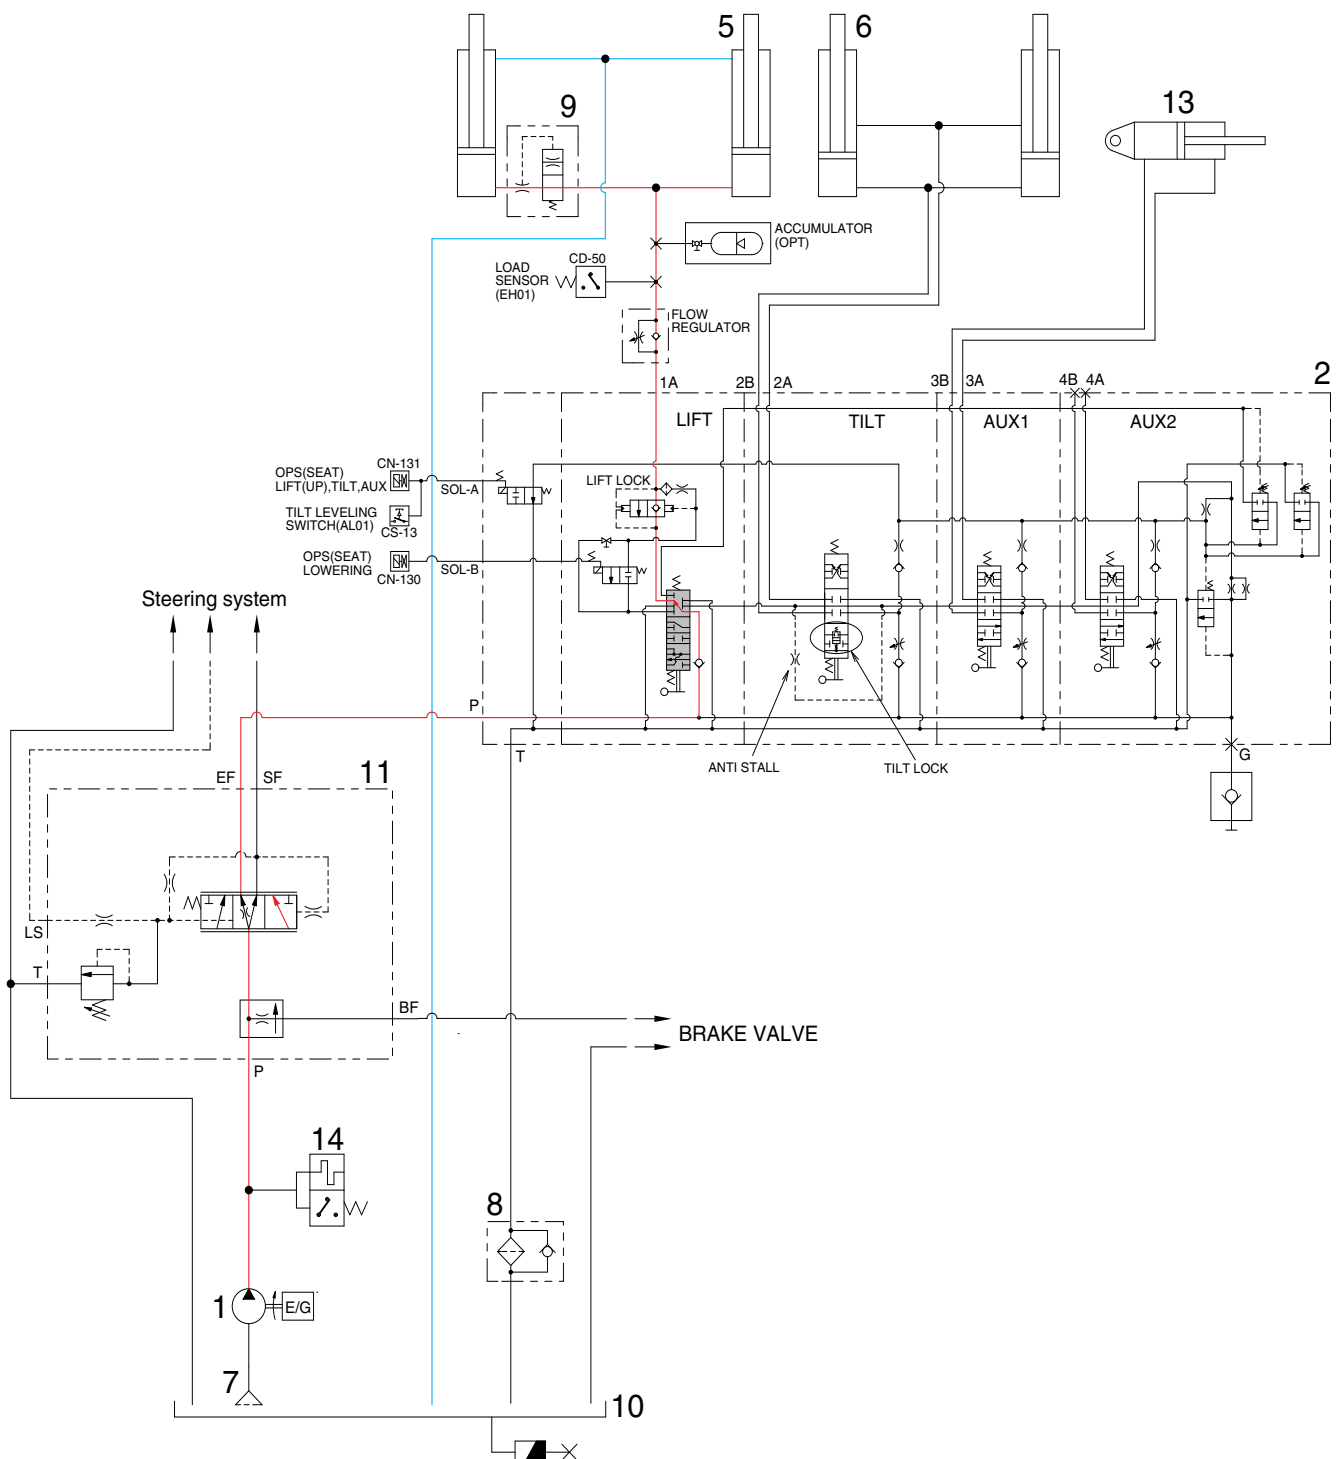 5
6
9
13
ACCUMULATOR
(OPT)
CD-50
LOAD
SENSOR
(EH01)
FLOW
REGULATOR
1A
2B
2A
3B
3A
4B
4A
2
LIFT
TILT
AUX1
AUX2
CN-131
OPS(SEAT)
LIFT(UP),TILT,AUX
SOL-A
LIFT LOCK
TILT LEVELING
SWITCH(AL01)
CS-13
OPS(SEAT)
LOWERING
CN-130
SOL-B
Steering system
P
T
G
ANTI STALL
TILT LOCK
EF
SF
11
LS
T
BF
BRAKE VALVE
P
14
8
1
E/G
7
10